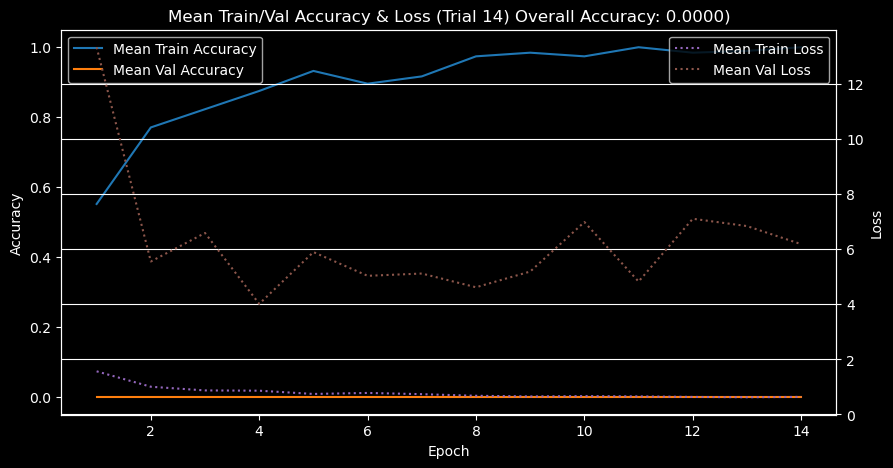 Mean Train/Val Accuracy & Loss (Trial 14) Overall Accuracy: 0.0000)
Mean Train Accuracy
Mean Val Accuracy
Mean Train Loss
Mean Val Loss
Accuracy
1.0
0.8
0.6
0.4
0.2
0.0
12
10
8
6
4
2
0
Loss
2 4 6 8 10 12 14
Epoch